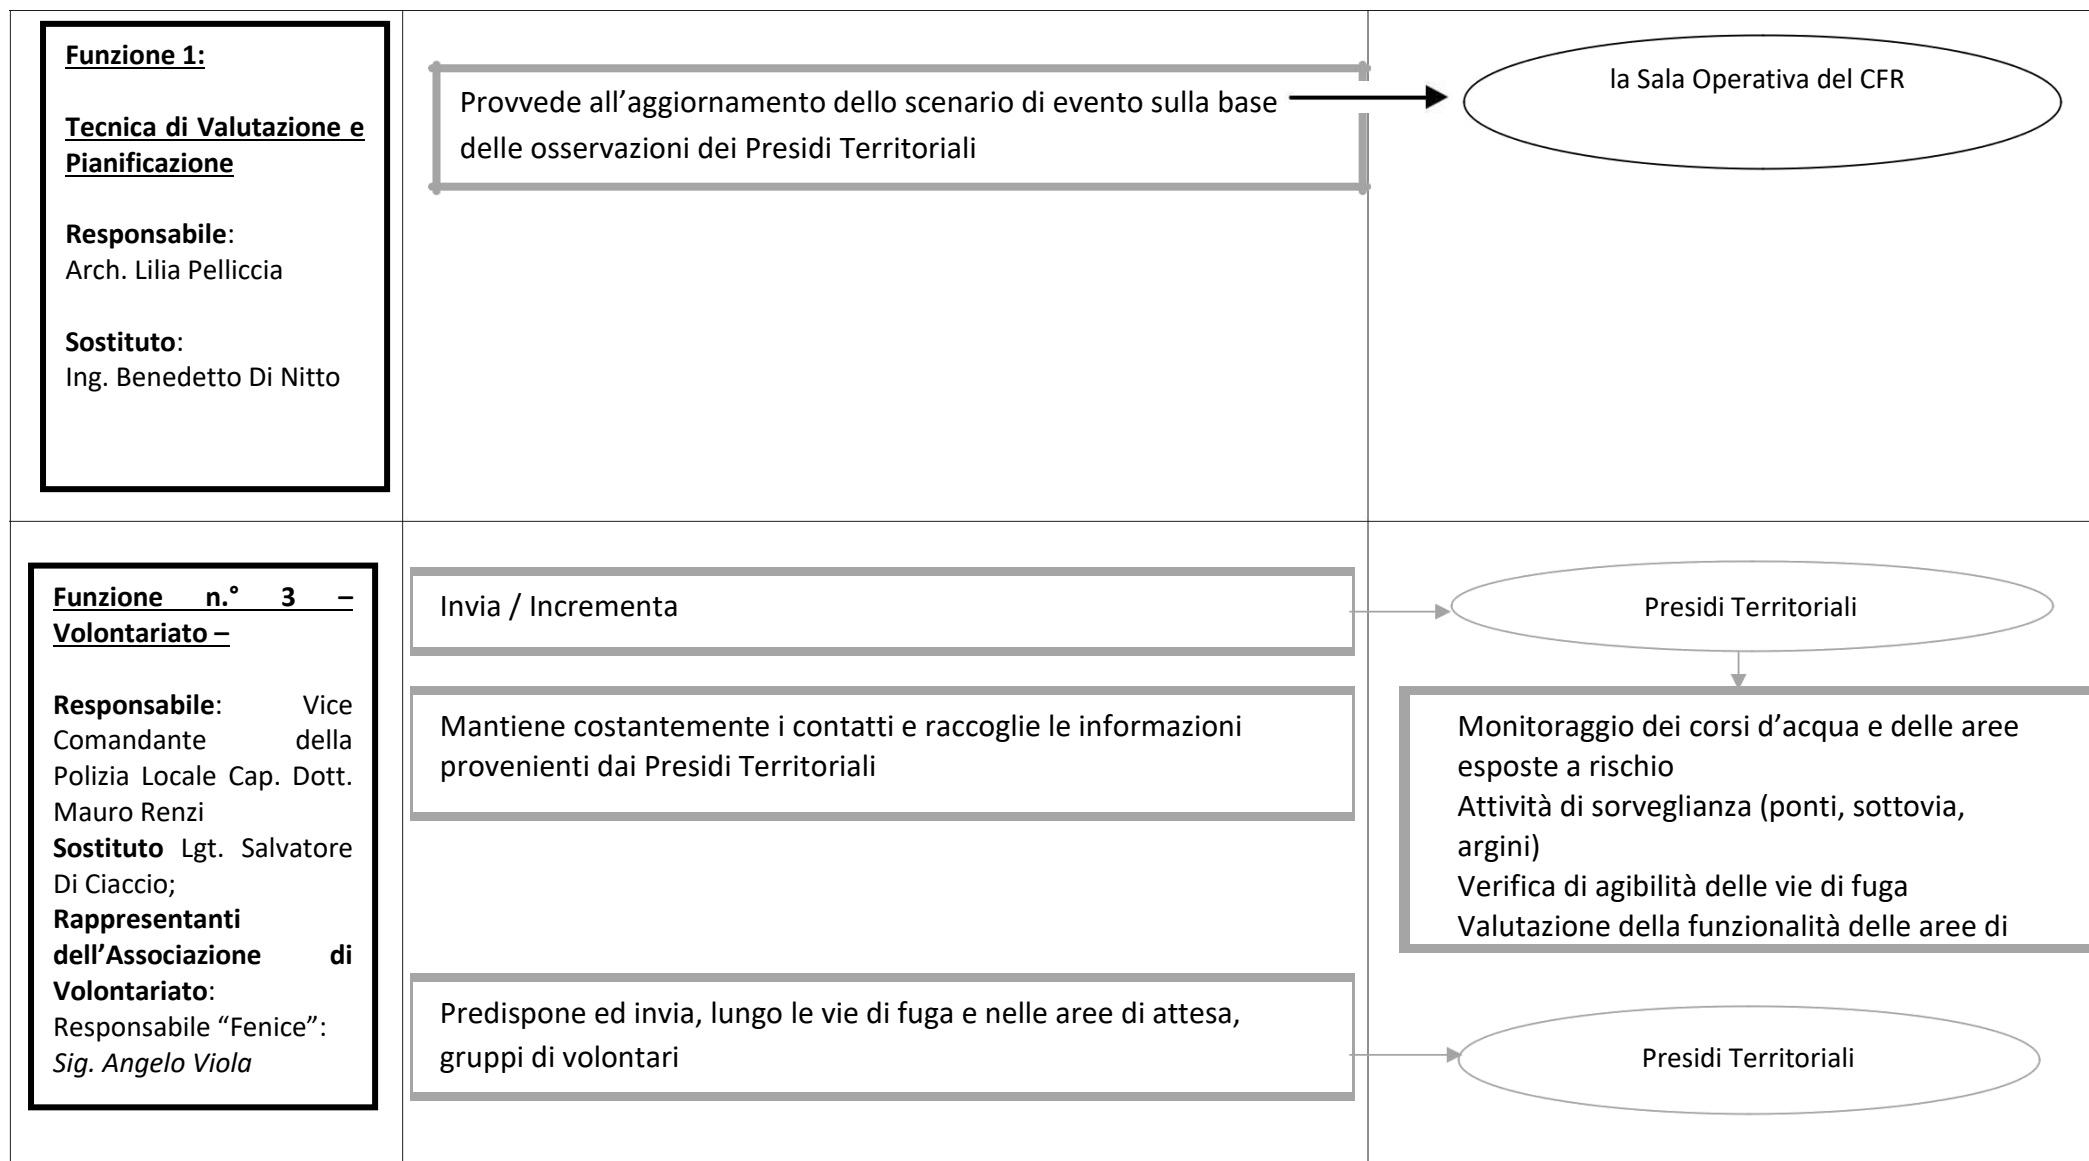 Funzione 1:
Tecnica di Valutazione e
Pianificazione
Responsabile:
Arch. Lilia Pelliccia
Sostituto:
Ing. Benedetto Di Nitto
Provvede all’aggiornamento dello scenario di evento sulla base
delle osservazioni dei Presidi Territoriali
la Sala Operativa del CFR
Funzione n.° 3 –
Volontariato –
Responsabile: Vice
Comandante della
Polizia Locale Cap. Dott.
Mauro Renzi
Sostituto Lgt. Salvatore
Di Ciaccio;
Rappresentanti
dell’Associazione di
Volontariato:
Responsabile “Fenice”:
Sig. Angelo Viola
Invia / Incrementa
Presidi Territoriali
Mantiene costantemente i contatti e raccoglie le informazioni
provenienti dai Presidi Territoriali
Monitoraggio dei corsi d’acqua e delle aree
esposte a rischio
Attività di sorveglianza (ponti, sottovia,
argini)
Verifica di agibilità delle vie di fuga
Valutazione della funzionalità delle aree di
Predispone ed invia, lungo le vie di fuga e nelle aree di attesa,
gruppi di volontari
Presidi Territoriali